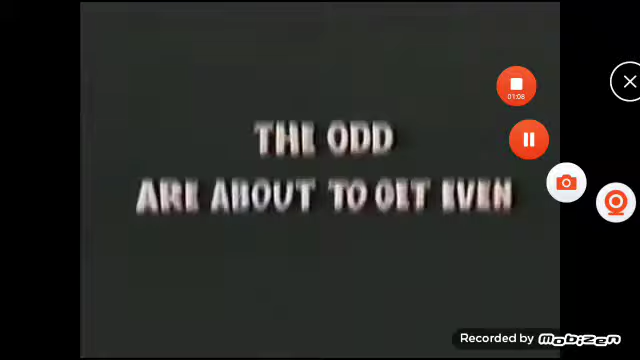 THE ODD
ARE ABOUT TO GET EVEN
01:08
Recorded by MOBIZEN